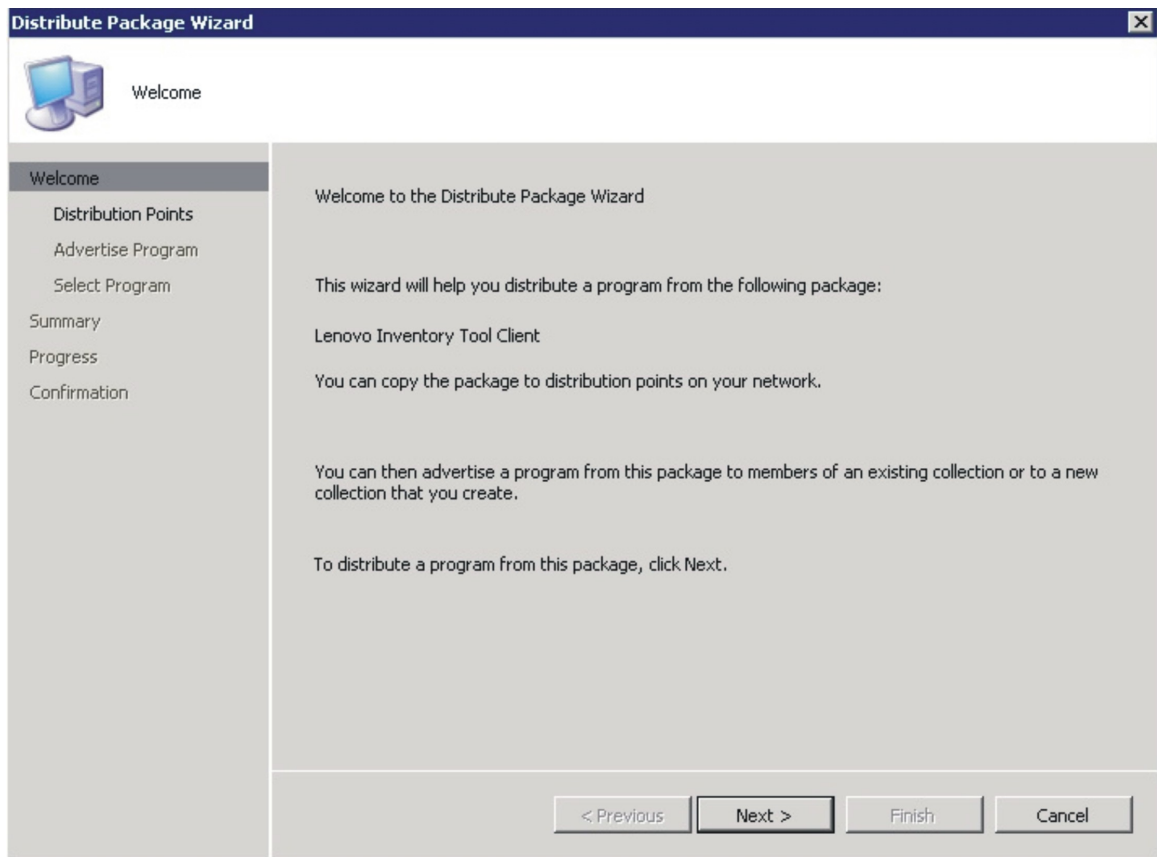 Distribute Package Wizard
Welcome
Welcome
Distribution Points
Advertise Program
Select Program
Summary
Progress
Confirmation
Welcome to the Distribute Package Wizard
This wizard will help you distribute a program from the following package:
Lenovo Inventory Tool Client
You can copy the package to distribution points on your network.
You can then advertise a program from this package to members of an existing collection or to a new
collection that you create.
To distribute a program from this package, click Next.
< Previous
Next >
Finish
Cancel